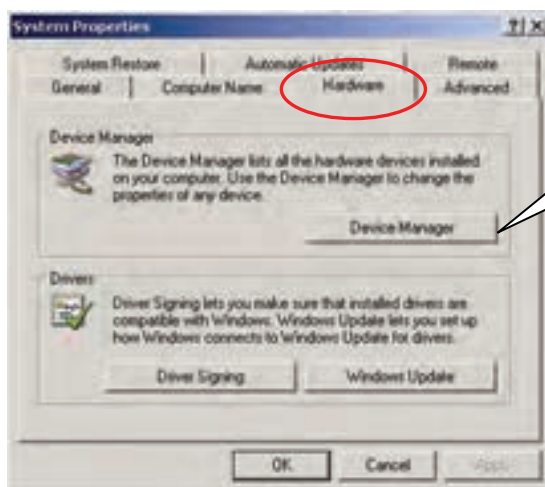 System Properties
System Restore Automatic Updates Remote
General Computer Name Hardware Advanced
Device Manager
The Device Manager lists all the hardware devices installed
on your computer. Use the Device Manager to change the
properties of any device.
Device Manager
Drivers
Driver Signing lets you make sure that installed drivers are
compatible with Windows. Windows Update lets you set up
how Windows connects to Windows Update for drivers.
Driver Signing Windows Update
OK Cancel Apply